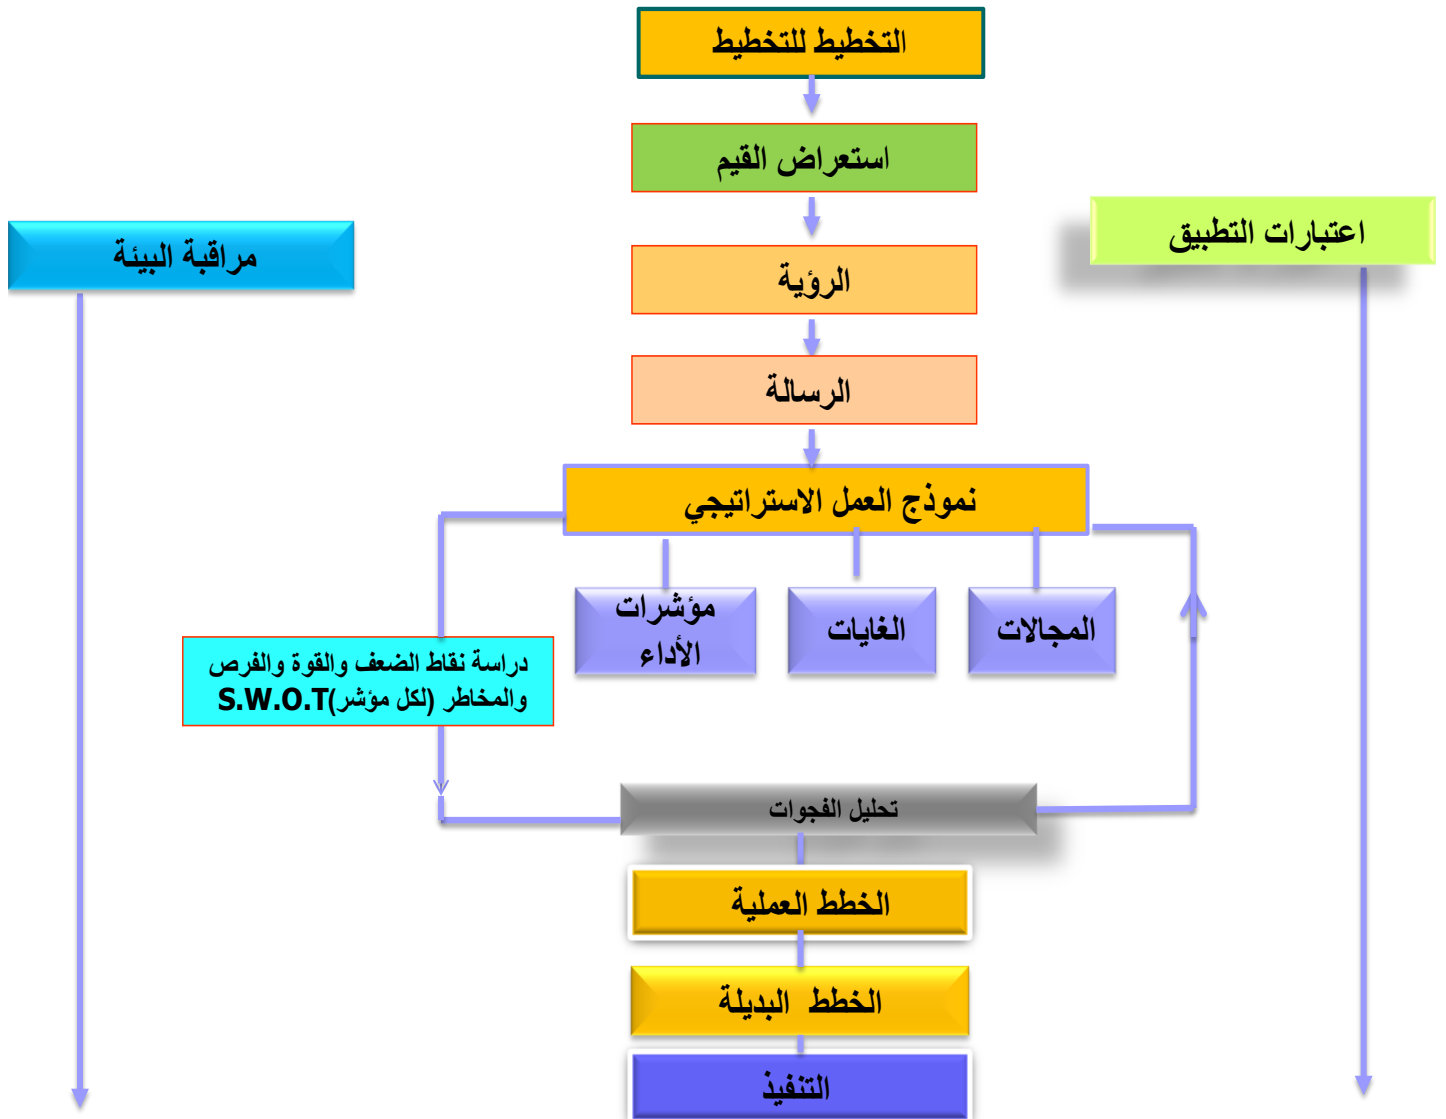 التخطيط للتخطيط
استعراض القيم
اعتبارات التطبيق
مراقبة البيئة
الرؤية
الرسالة
نموذج العمل الاستراتيجي
المجالات
الغايات
مؤشرات
الأداء
دراسة نقاط الضعف والقوة والفرص
والمخاطر (لكل مؤشر)S.W.O.T
تحليل الفجوات
الخطط العملية
الخطط البديلة
التنفيذ